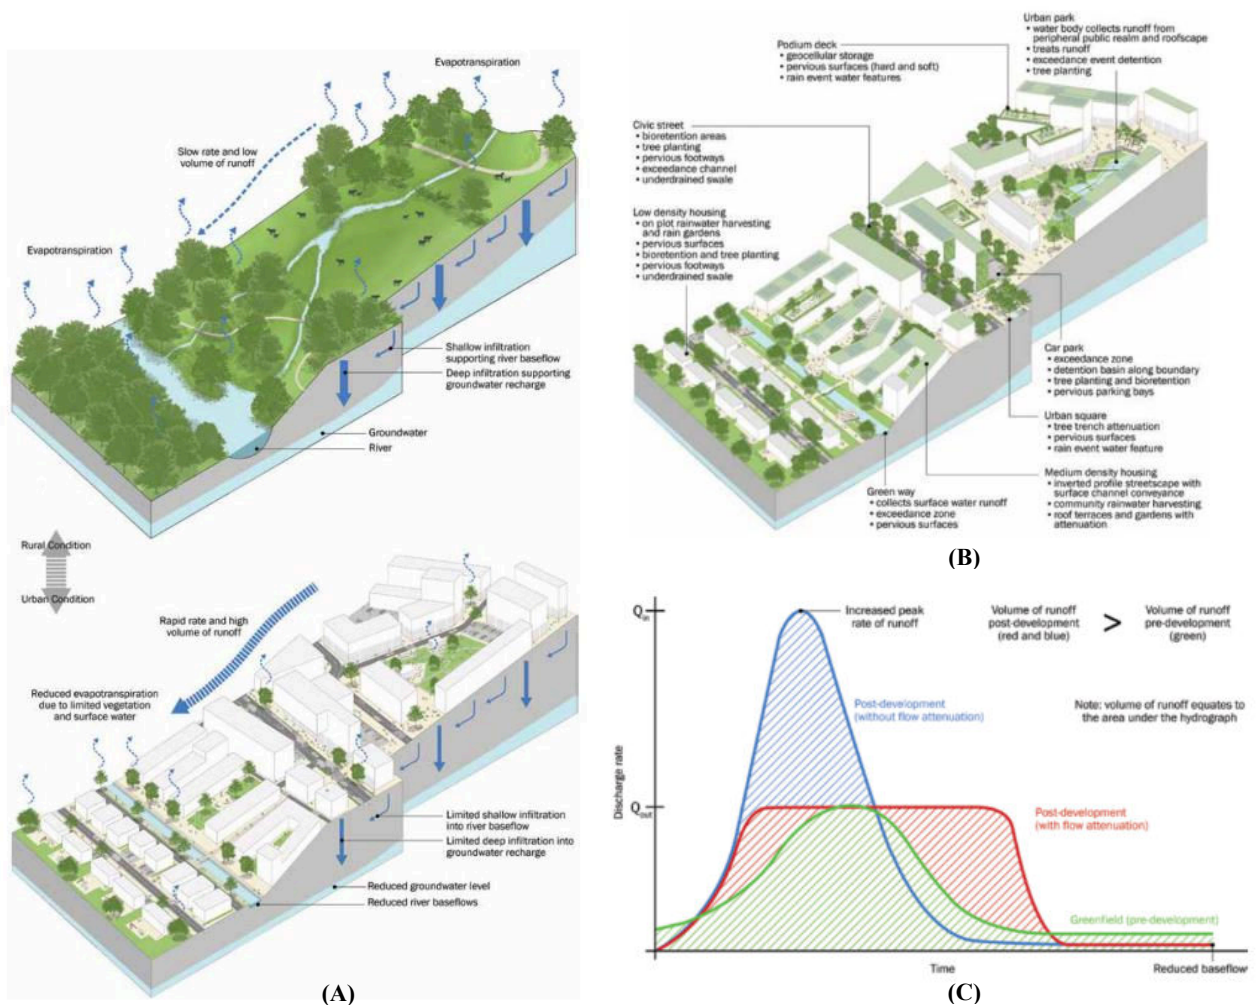 Evapotranspiration
Slow rate and low
volume of runoff
Evapotranspiration
Shallow infiltration
supporting river baseflow
Deep infiltration supporting
groundwater recharge
Groundwater
River
Rural Condition
Urban Condition
Rapid rate and high
volume of runoff
Reduced evapotranspiration
due to limited vegetation
and surface water
Limited shallow infiltration
into river baseflow
Limited deep infiltration into
groundwater recharge
Reduced groundwater level
Reduced river baseflows
(A)
Urban park
• water body collects runoff from
peripheral public realm and roofscape
• treats runoff
• exceedance event detention
• tree planting
Podium deck
• geocellular storage
• pervious surfaces (hard and soft)
• rain event water features
Civic street
• bioretention areas
• tree planting
• pervious footways
• exceedance channel
• underdrained swale
Low density housing
• on plot rainwater harvesting
and rain gardens
• pervious surfaces
• bioretention and tree planting
• pervious footways
• underdrained swale
Car park
• exceedance zone
• detention basin along boundary
• tree planting and bioretention
• pervious parking bays
Urban square
• tree trench attenuation
• pervious surfaces
• rain event water feature
Medium density housing
• inverted profile streetscape with
surface channel conveyance
• community rainwater harvesting
• roof terraces and gardens with
attenuation
Green way
• collects surface water runoff
• exceedance zone
• pervious surfaces
(B)
Qin
Increased peak
rate of runoff
Volume of runoff
post-development
(red and blue)
>
Volume of runoff
pre-development
(green)
Post-development
(without flow attenuation)
Note: volume of runoff equates to
the area under the hydrograph
Discharge rate
Qout
Post-development
(with flow attenuation)
Greenfield (pre-development)
Time
Reduced baseflow
(C)